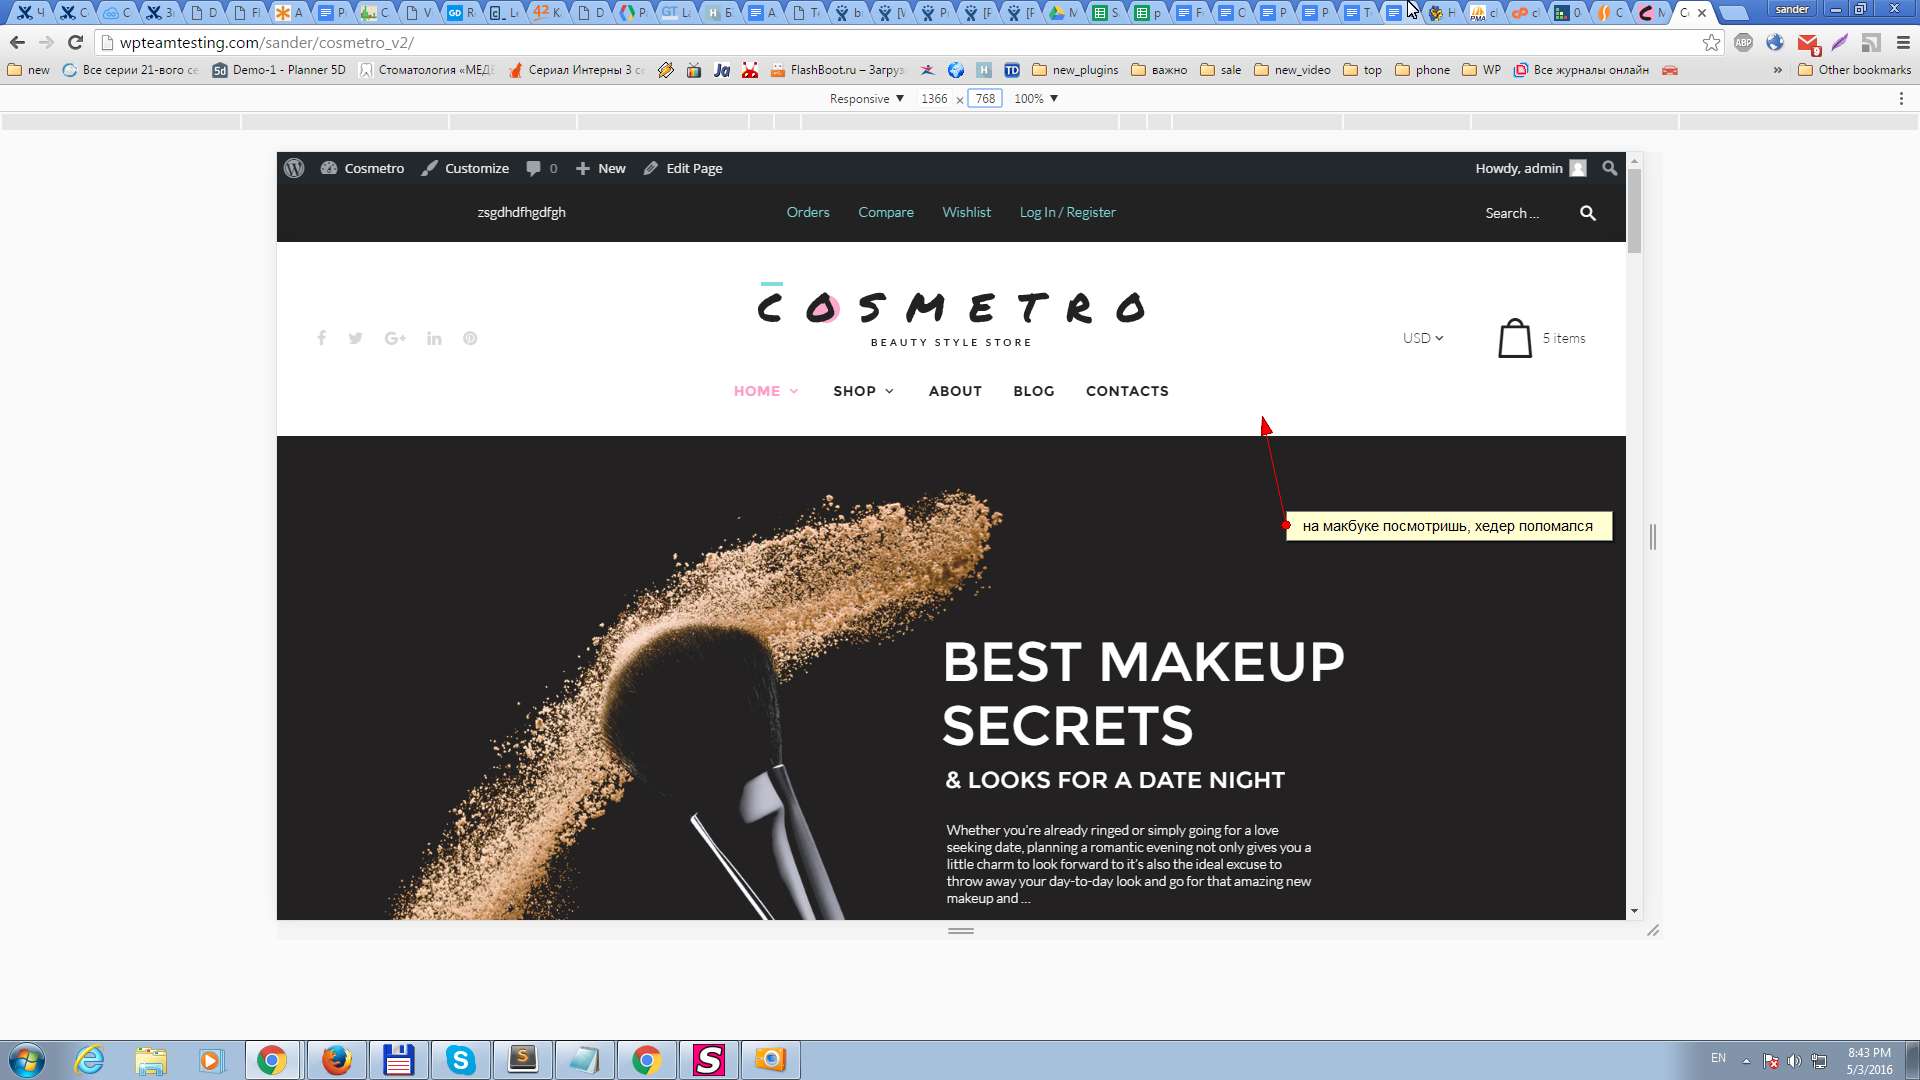 sander
wpteamtesting.com/sander/cosmetro_v2/
new Все серии 21-вого се Demo-1 - Planner 5D Стоматология «МЕДЕ Сериал Интерны 3 се FlashBoot.ru – Загруз new_plugins важно sale new_video top phone WP Все журналы онлайн » Other bookmarks
Responsive 1366 x 768 100%
Cosmetro Customize 0 New Edit Page Howdy, admin
zsgdhdfhgdfgh Orders Compare Wishlist Log In / Register Search ...
COSMETRO
BEAUTY STYLE STORE
USD 5 items
HOME SHOP ABOUT BLOG CONTACTS
на макбуке посмотришь, хедер поломался
BEST MAKEUP
SECRETS
& LOOKS FOR A DATE NIGHT
Whether you're already ringed or simply going for a love
seeking date, planning a romantic evening not only gives you a
little charm to look forward to it's also the ideal excuse to
throw away your day-to-day look and go for that amazing new
makeup and ...
EN 8:43 PM
5/3/2016